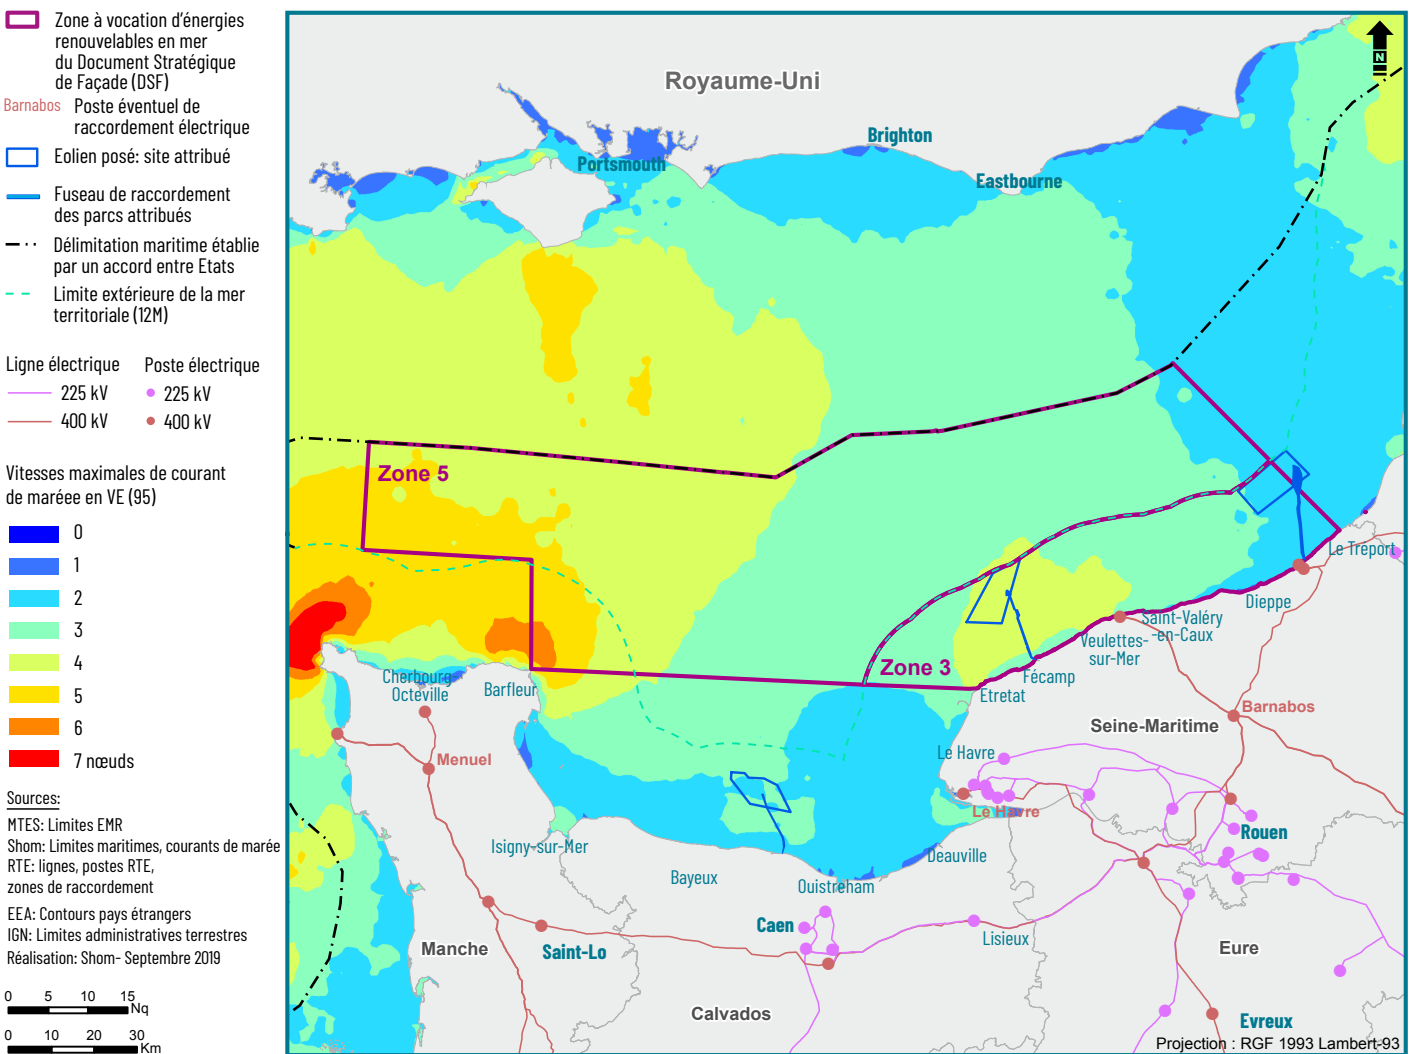 Zone à vocation d'énergies
renouvelables en mer
du Document Stratégique
de Façade (DSF)
Barnabos Poste éventuel de
raccordement électrique
Eolien posé: site attribué
Fuseau de raccordement
des parcs attribués
Délimitation maritime établie
par un accord entre Etats
Limite extérieure de la mer
territoriale (12M)
Ligne électrique Poste électrique
225 kV 225 kV
400 kV 400 kV
Vitesses maximales de courant
de maréee en VE (95)
0
1
2
3
4
5
6
7 nœuds
Sources:
MTES: Limites EMR
Shom: Limites maritimes, courants de marée
RTE: lignes, postes RTE,
zones de raccordement
EEA: Contours pays étrangers
IGN: Limites administratives terrestres
Réalisation: Shom- Septembre 2019
0 5 10 15
Nq
0 10 20 30
Km
N
Royaume-Uni
Brighton
Portsmouth
Eastbourne
Zone 5
Le Treport
Dieppe
Saint-Valéry
-en-Caux
Veulettes-
sur-Mer
Zone 3
Fécamp
Etretat
Cherbourg
Octeville
Barfleur
Barnabos
Seine-Maritime
Menuel
Le Havre
Le Havre
Rouen
Isigny-sur-Mer
Deauville
Bayeux
Ouistreham
Caen
Lisieux
Manche
Saint-Lo
Eure
Calvados
Evreux
Projection : RGF 1993 Lambert-93